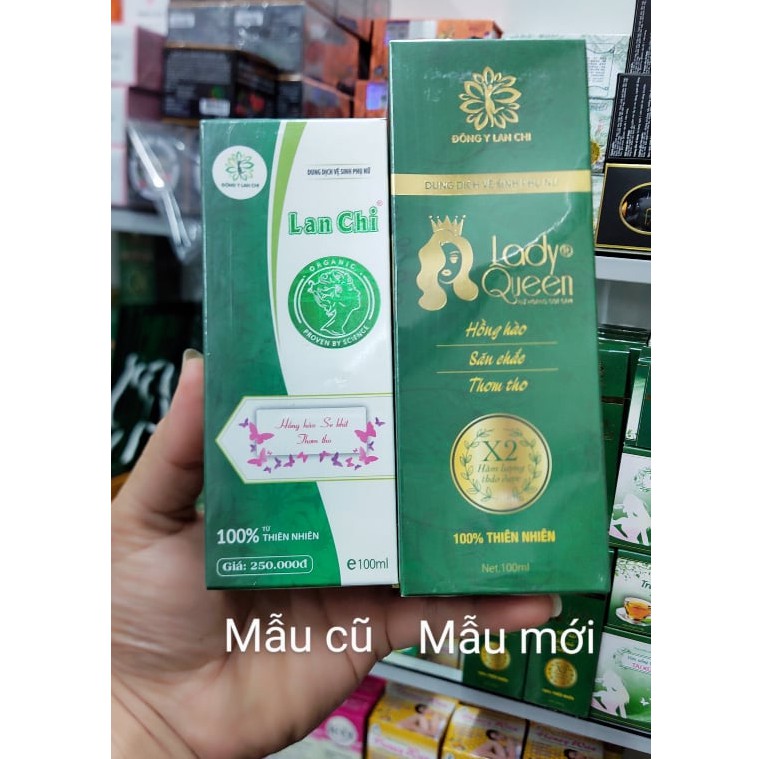 ĐÔNG Y LAN CHI
DUNG DỊCH VỆ SINH PHỤ NỮ
Lan Chi
ORGANIC
PROVEN BY SCIENCE
Hồng hào Se khít
Thơm tho
100% TỪ THIÊN NHIÊN
Giá: 250.000đ
e100ml
ĐÔNG Y LAN CHI
DUNG DỊCH VỆ SINH PHỤ NỮ
Lady®
Queen
Hồng hào
Săn chắc
Thơm tho
X2
Hàm lượng
thảo dược
100% THIÊN NHIÊN
Net.100ml
Mẫu cũ
Mẫu mới